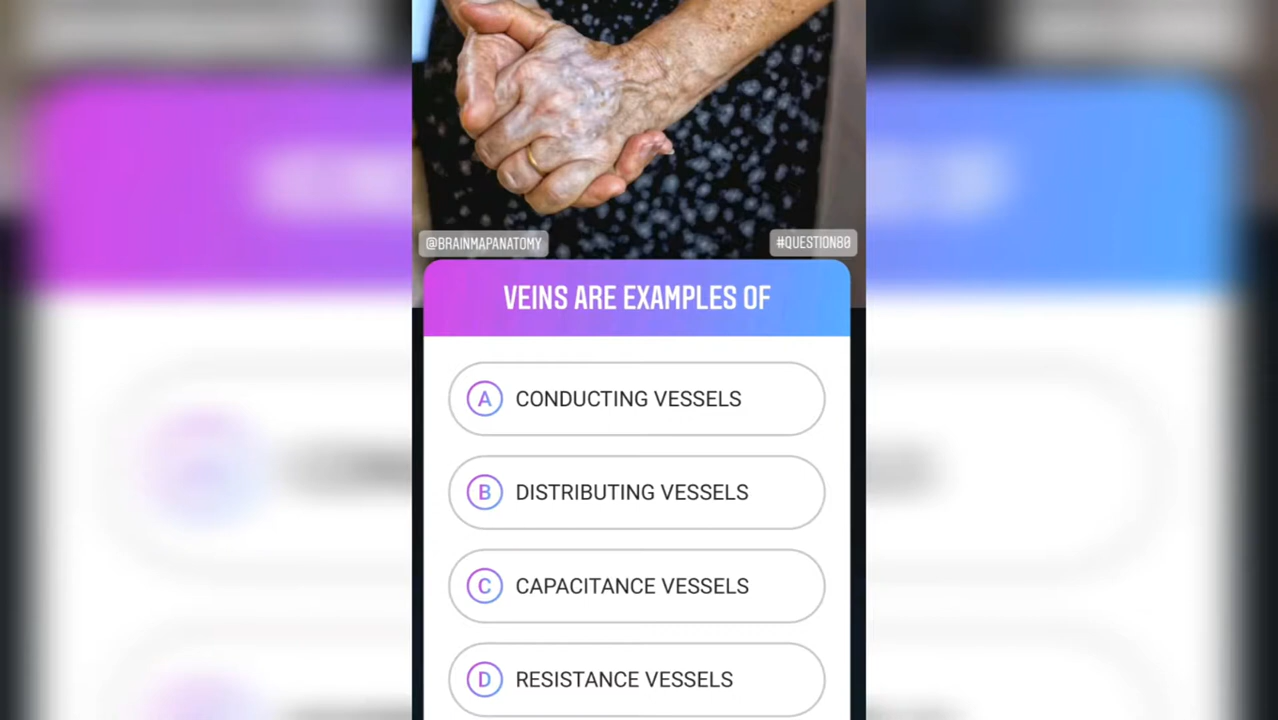 @BRAINMAPANATOMY
#QUESTION80
VEINS ARE EXAMPLES OF
A CONDUCTING VESSELS
B DISTRIBUTING VESSELS
C CAPACITANCE VESSELS
D RESISTANCE VESSELS